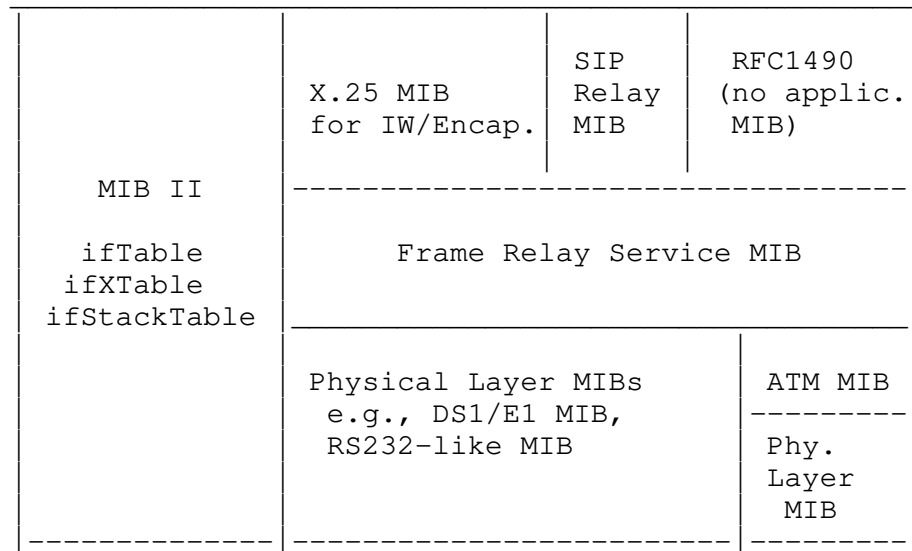 X.25 MIB
for IW/Encap.
SIP
Relay
MIB
RFC1490
(no applic.
MIB)
MIB II
ifTable
ifXTable
ifStackTable
Frame Relay Service MIB
Physical Layer MIBs
e.g., DS1/E1 MIB,
RS232-like MIB
ATM MIB
Phy.
Layer
MIB